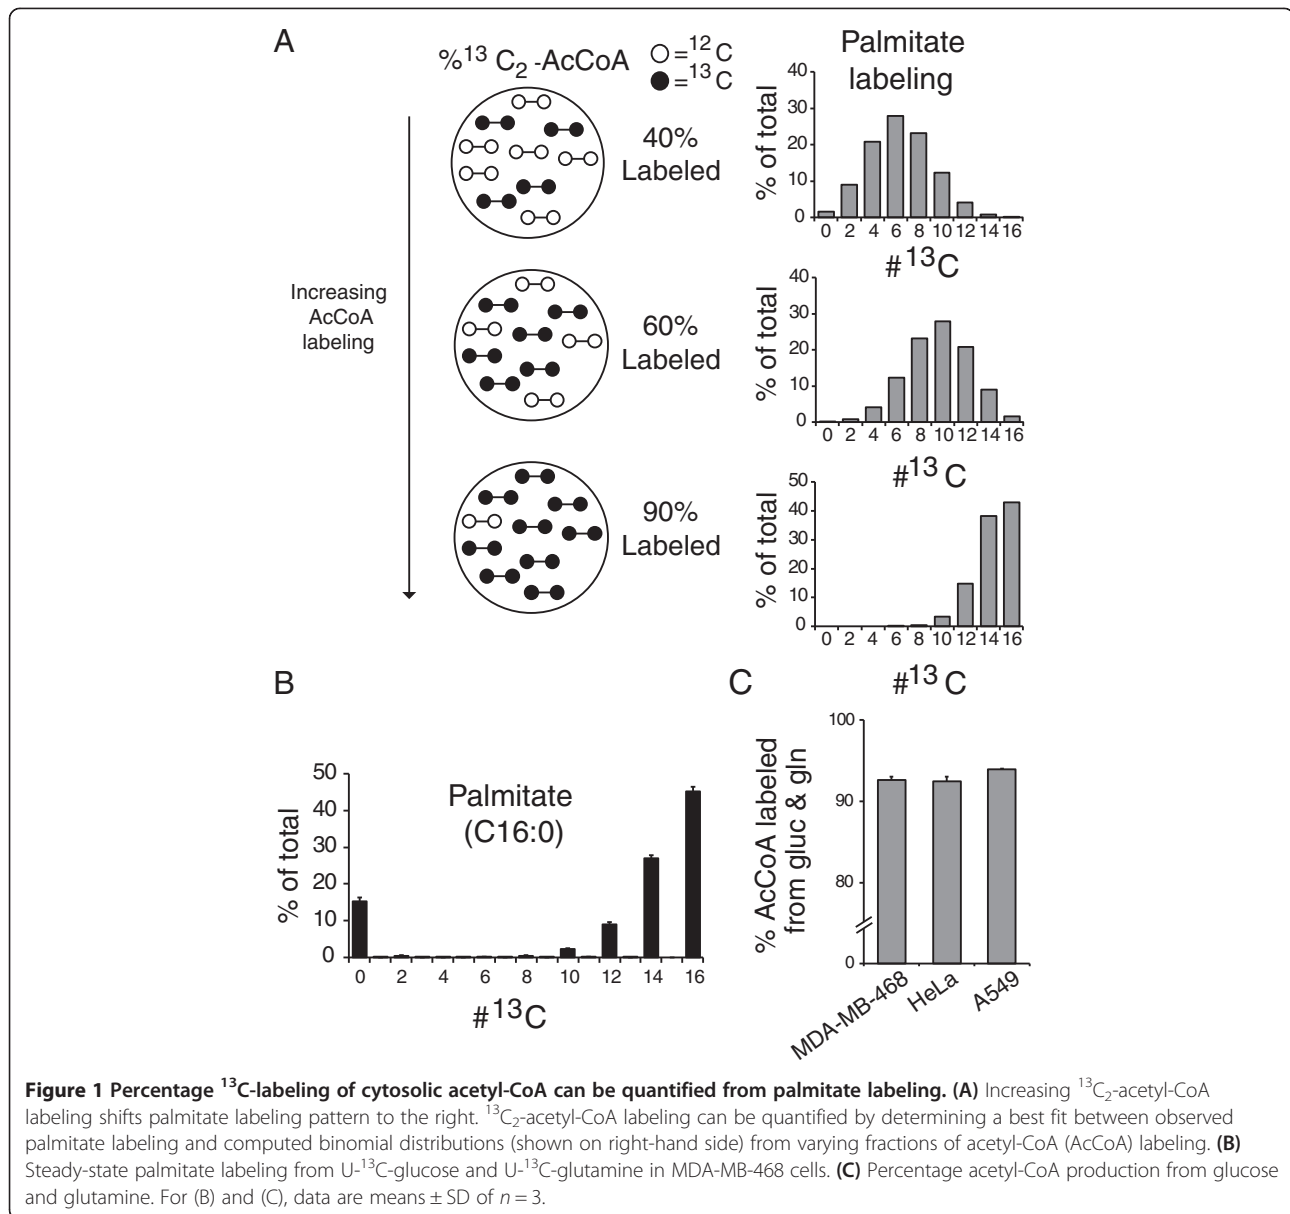 A
%13 C2 -AcCoA
=12C
=13C
Palmitate
labeling
Increasing
AcCoA
labeling
40%
Labeled
% of total
40
30
20
10
0
0 2 4 6 8 10 12 14 16
#13C
60%
Labeled
% of total
40
30
20
10
0
0 2 4 6 8 10 12 14 16
#13C
90%
Labeled
% of total
50
40
30
20
10
0
0 2 4 6 8 10 12 14 16
#13C
B
Palmitate
(C16:0)
% of total
50
40
30
20
10
0
0 2 4 6 8 10 12 14 16
#13C
C
% AcCoA labeled
from gluc & gln
100
90
80
0
MDA-MB-468
HeLa
A549
Figure 1 Percentage 13C-labeling of cytosolic acetyl-CoA can be quantified from palmitate labeling. (A) Increasing 13C2-acetyl-CoA
labeling shifts palmitate labeling pattern to the right. 13C2-acetyl-CoA labeling can be quantified by determining a best fit between observed
palmitate labeling and computed binomial distributions (shown on right-hand side) from varying fractions of acetyl-CoA (AcCoA) labeling. (B)
Steady-state palmitate labeling from U-13C-glucose and U-13C-glutamine in MDA-MB-468 cells. (C) Percentage acetyl-CoA production from glucose
and glutamine. For (B) and (C), data are means ± SD of n = 3.